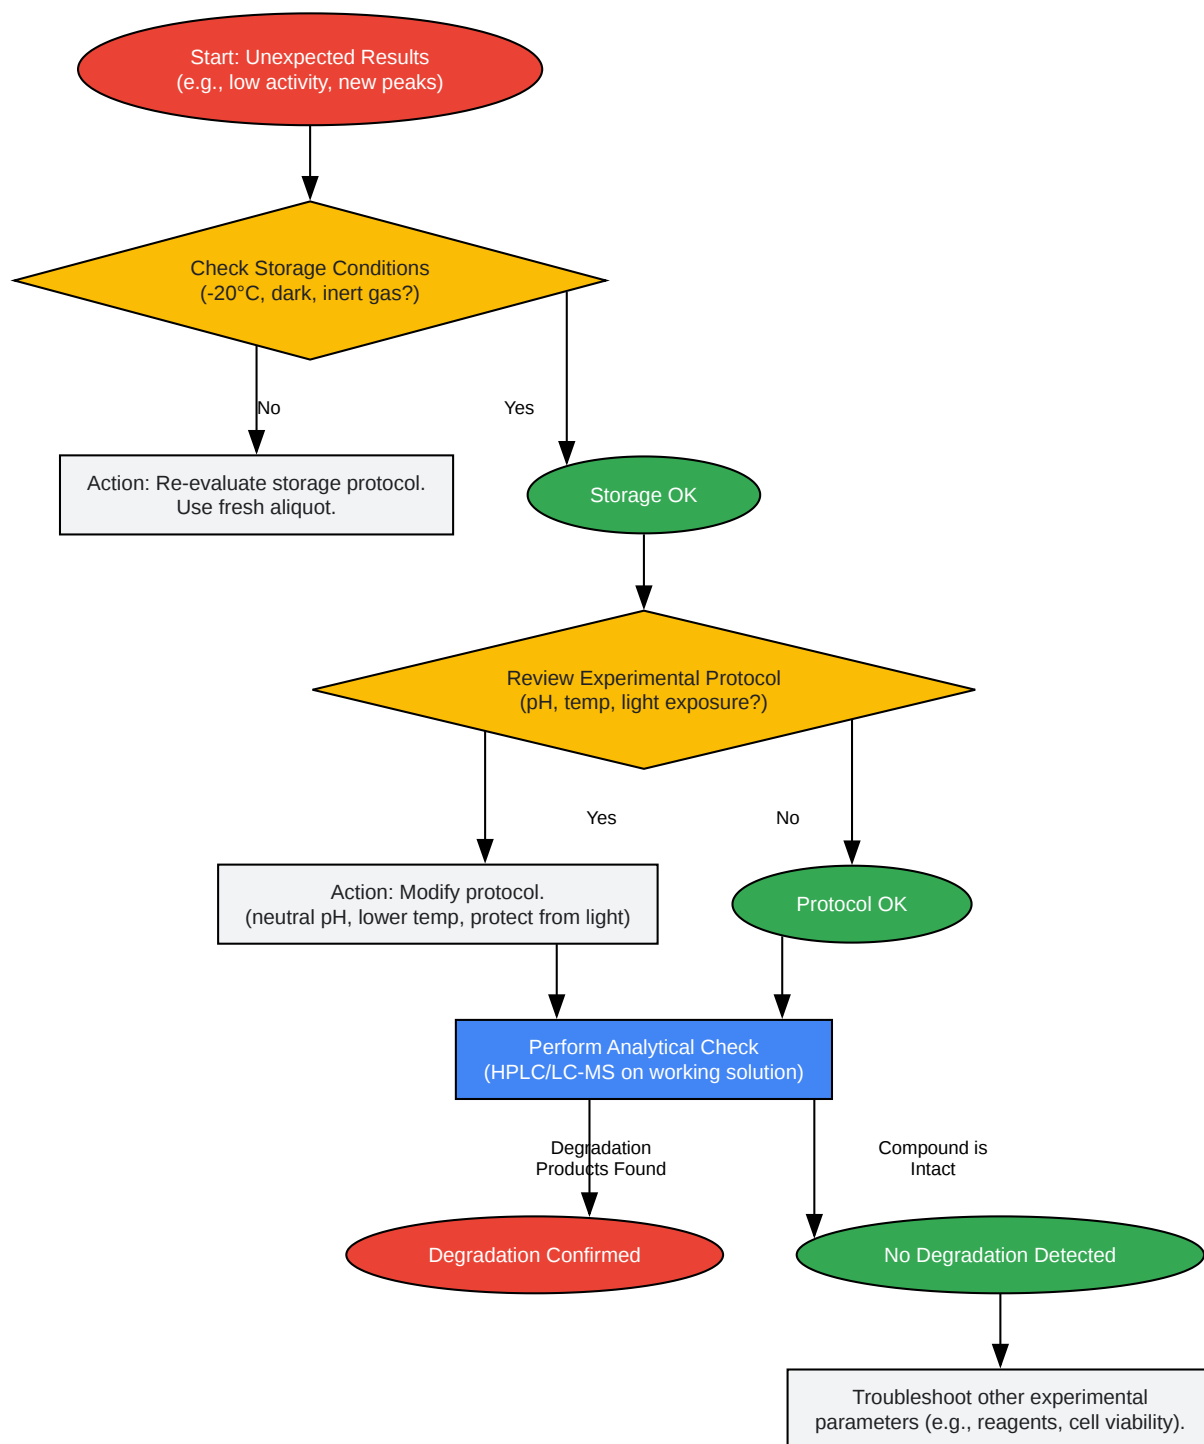 Start: Unexpected Results
(e.g., low activity, new peaks)
Check Storage Conditions
(-20°C, dark, inert gas?)
No
Yes
Action: Re-evaluate storage protocol.
Use fresh aliquot.
Storage OK
Review Experimental Protocol
(pH, temp, light exposure?)
Yes
No
Action: Modify protocol.
(neutral pH, lower temp, protect from light)
Protocol OK
Perform Analytical Check
(HPLC/LC-MS on working solution)
Degradation
Products Found
Compound is
Intact
Degradation Confirmed
No Degradation Detected
Troubleshoot other experimental
parameters (e.g., reagents, cell viability).